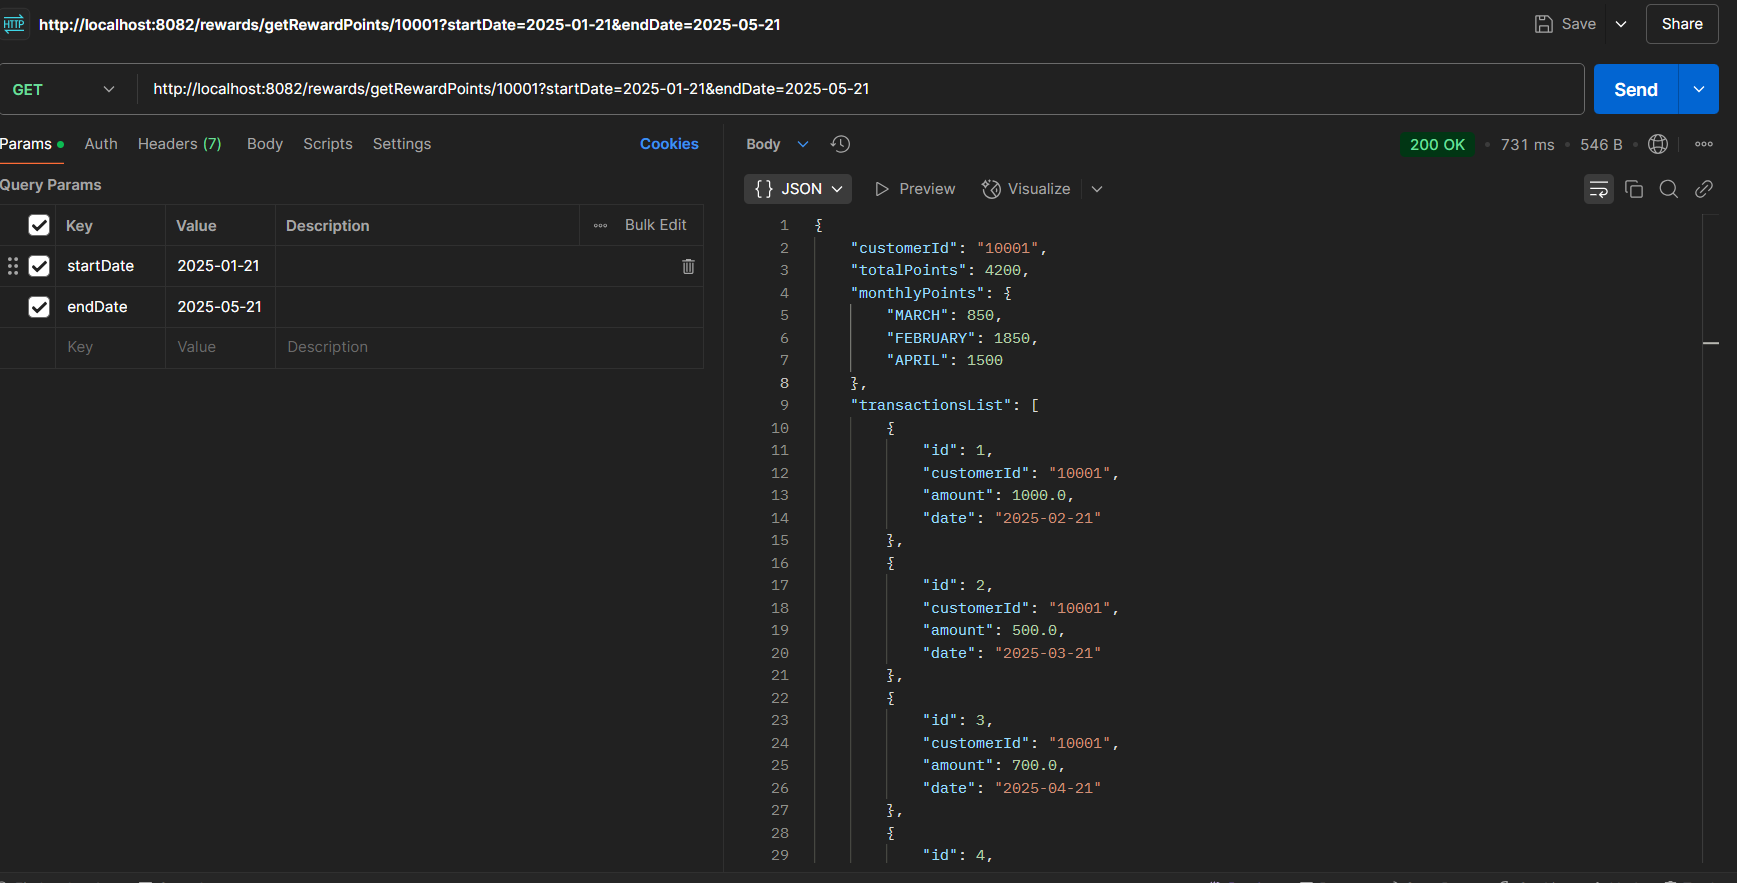 HTTP http://localhost:8082/rewards/getRewardPoints/10001?startDate=2025-01-21&endDate=2025-05-21 Save Share
GET http://localhost:8082/rewards/getRewardPoints/10001?startDate=2025-01-21&endDate=2025-05-21 Send
Params Auth Headers (7) Body Scripts Settings Cookies
Query Params
Key Value Description Bulk Edit
startDate 2025-01-21
endDate 2025-05-21
Key Value Description
Body 200 OK 731 ms 546 B
{} JSON Preview Visualize
1 {
2 "customerId": "10001",
3 "totalPoints": 4200,
4 "monthlyPoints": {
5 "MARCH": 850,
6 "FEBRUARY": 1850,
7 "APRIL": 1500
8 },
9 "transactionsList": [
10 {
11 "id": 1,
12 "customerId": "10001",
13 "amount": 1000.0,
14 "date": "2025-02-21"
15 },
16 {
17 "id": 2,
18 "customerId": "10001",
19 "amount": 500.0,
20 "date": "2025-03-21"
21 },
22 {
23 "id": 3,
24 "customerId": "10001",
25 "amount": 700.0,
26 "date": "2025-04-21"
27 },
28 {
29 "id": 4,